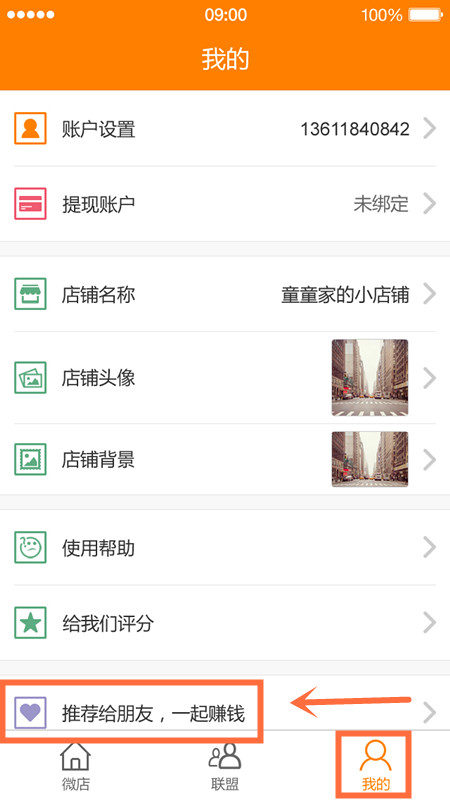 09:00 100%
我的
账户设置 13611840842
提现账户 未绑定
店铺名称 童童家的小店铺
店铺头像
店铺背景
使用帮助
给我们评分
推荐给朋友，一起赚钱
微店 联盟 我的